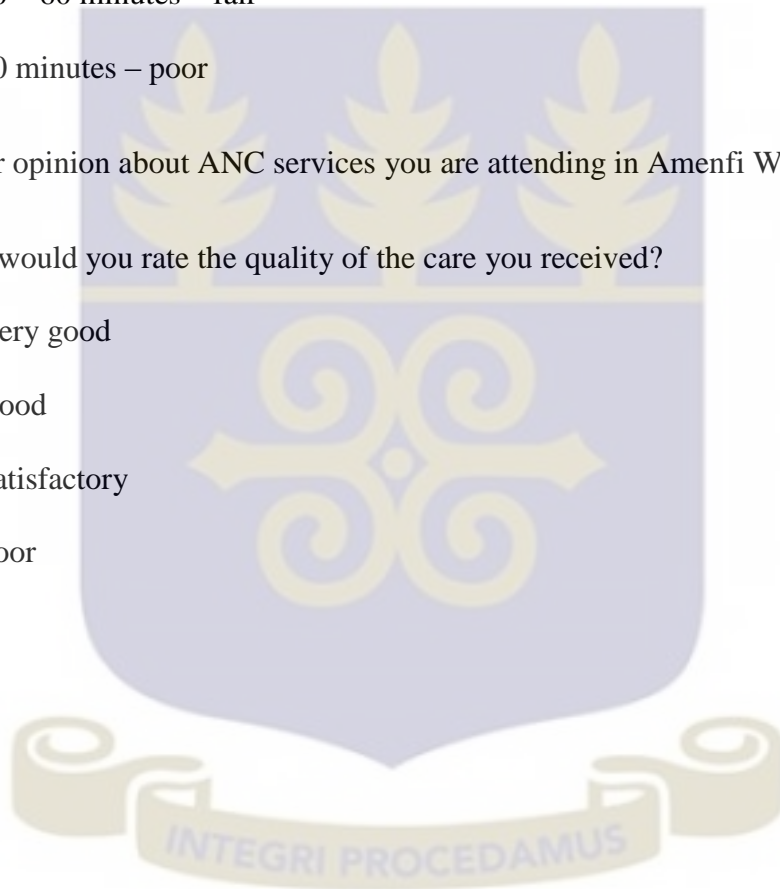 60 minutes – fair
0 minutes – poor
opinion about ANC services you are attending in Amenfi W
would you rate the quality of the care you received?
ery good
ood
atisfactory
oor
INTEGRI PROCEDAMUS